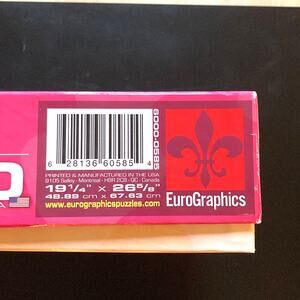 6000-0585
6 28136 60585 4
PRINTED & MANUFACTURED IN THE USA
9105 Salley - Montreal - H8R 2C8 - QC - Canada
19 1/4" x 26 5/8"
48.89 cm x 67.63 cm
www.eurographicspuzzles.com
EuroGraphics